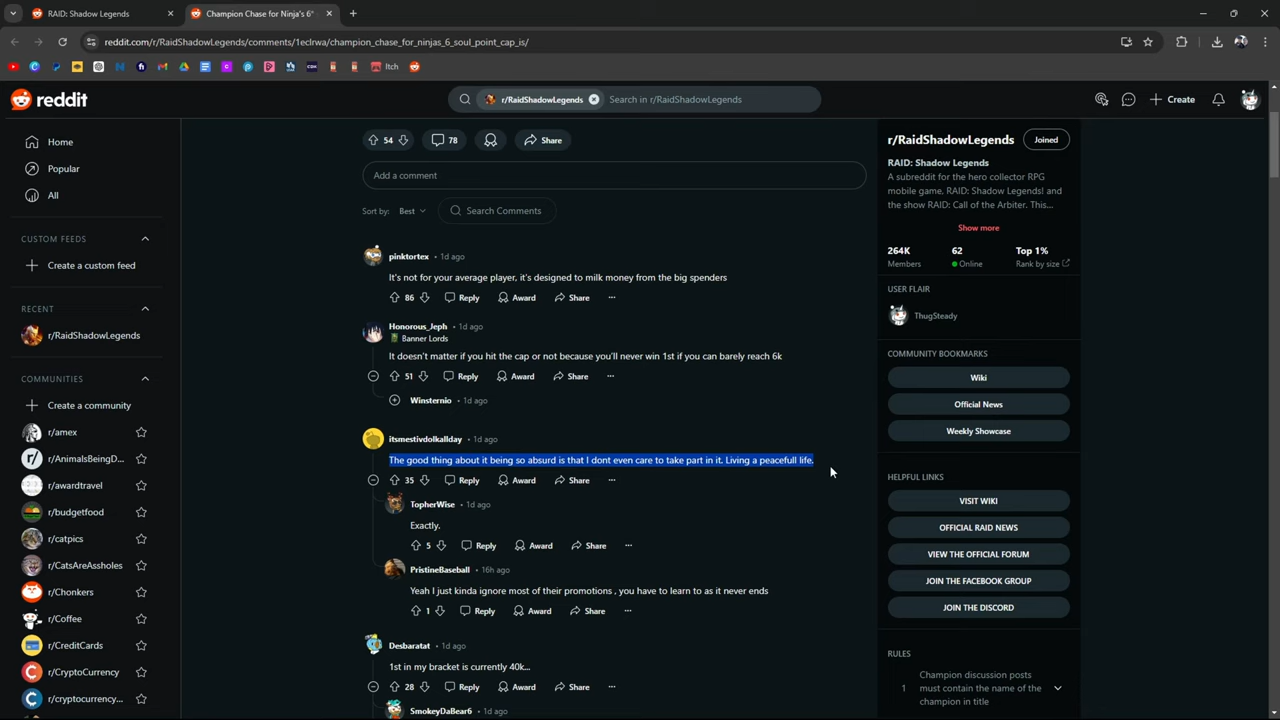 RAID: Shadow Legends
Champion Chase for Ninja's 6*
reddit.com/r/RaidShadowLegends/comments/1eclrwa/champion_chase_for_ninjas_6_soul_point_cap_is/
Itch
reddit
r/RaidShadowLegends
Search in r/RaidShadowLegends
Create
Home
Popular
All
CUSTOM FEEDS
Create a custom feed
RECENT
r/RaidShadowLegends
COMMUNITIES
Create a community
r/amex
r/AnimalsBeingD...
r/awardtravel
r/budgetfood
r/catpics
r/CatsAreAssholes
r/Chonkers
r/Coffee
r/CreditCards
r/CryptoCurrency
r/cryptocurrency...
54
78
Share
Add a comment
Sort by: Best
Search Comments
pinktortex • 1d ago
It's not for your average player, it's designed to milk money from the big spenders
86 Reply Award Share ...
Honorous_Jeph • 1d ago
Banner Lords
It doesn't matter if you hit the cap or not because you'll never win 1st if you can barely reach 6k
51 Reply Award Share ...
Winsternio • 1d ago
itsmestivdolkallday • 1d ago
The good thing about it being so absurd is that I dont even care to take part in it. Living a peacefull life.
35 Reply Award Share ...
TopherWise • 1d ago
Exactly.
5 Reply Award Share ...
PristineBaseball • 16h ago
Yeah I just kinda ignore most of their promotions , you have to learn to as it never ends
1 Reply Award Share ...
Desbaratat • 1d ago
1st in my bracket is currently 40k...
28 Reply Award Share ...
SmokeyDaBear6 • 1d ago
r/RaidShadowLegends
Joined
RAID: Shadow Legends
A subreddit for the hero collector RPG
mobile game, RAID: Shadow Legends! and
the show RAID: Call of the Arbiter. This...
Show more
264K 62 Top 1%
Members Online Rank by size
USER FLAIR
ThugSteady
COMMUNITY BOOKMARKS
Wiki
Official News
Weekly Showcase
HELPFUL LINKS
VISIT WIKI
OFFICIAL RAID NEWS
VIEW THE OFFICIAL FORUM
JOIN THE FACEBOOK GROUP
JOIN THE DISCORD
RULES
1 Champion discussion posts
must contain the name of the
champion in title